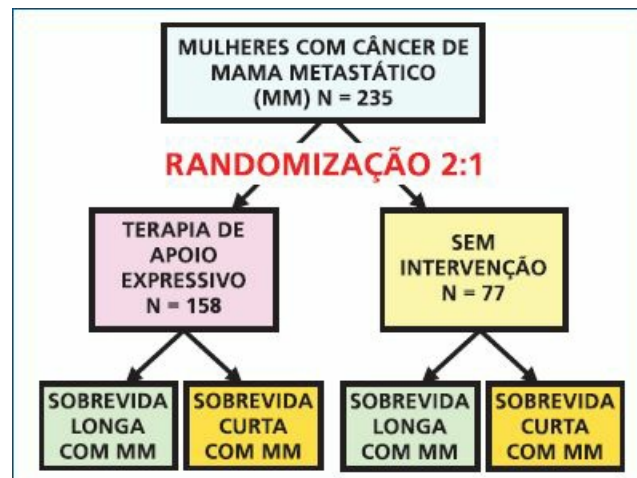 MULHERES COM CÂNCER DE
MAMA METASTÁTICO
(MM) N = 235
RANDOMIZAÇÃO 2:1
TERAPIA DE
APOIO
EXPRESSIVO
N = 158
SEM
INTERVENÇÃO
N = 77
SOBREVIDA
LONGA
COM MM
SOBREVIDA
CURTA
COM MM
SOBREVIDA
LONGA
COM MM
SOBREVIDA
CURTA
COM MM